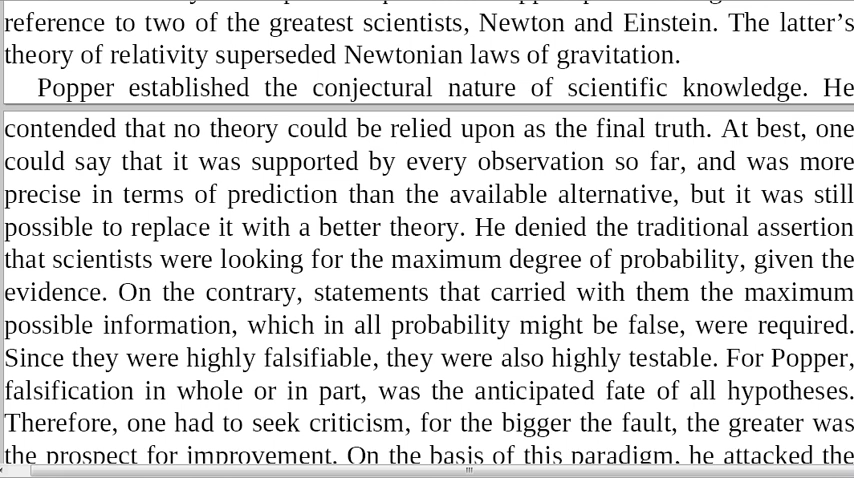 reference to two of the greatest scientists, Newton and Einstein. The latter’s
theory of relativity superseded Newtonian laws of gravitation.
Popper established the conjectural nature of scientific knowledge. He
contended that no theory could be relied upon as the final truth. At best, one
could say that it was supported by every observation so far, and was more
precise in terms of prediction than the available alternative, but it was still
possible to replace it with a better theory. He denied the traditional assertion
that scientists were looking for the maximum degree of probability, given the
evidence. On the contrary, statements that carried with them the maximum
possible information, which in all probability might be false, were required.
Since they were highly falsifiable, they were also highly testable. For Popper,
falsification in whole or in part, was the anticipated fate of all hypotheses.
Therefore, one had to seek criticism, for the bigger the fault, the greater was
the prospect for improvement. On the basis of this paradigm, he attacked the